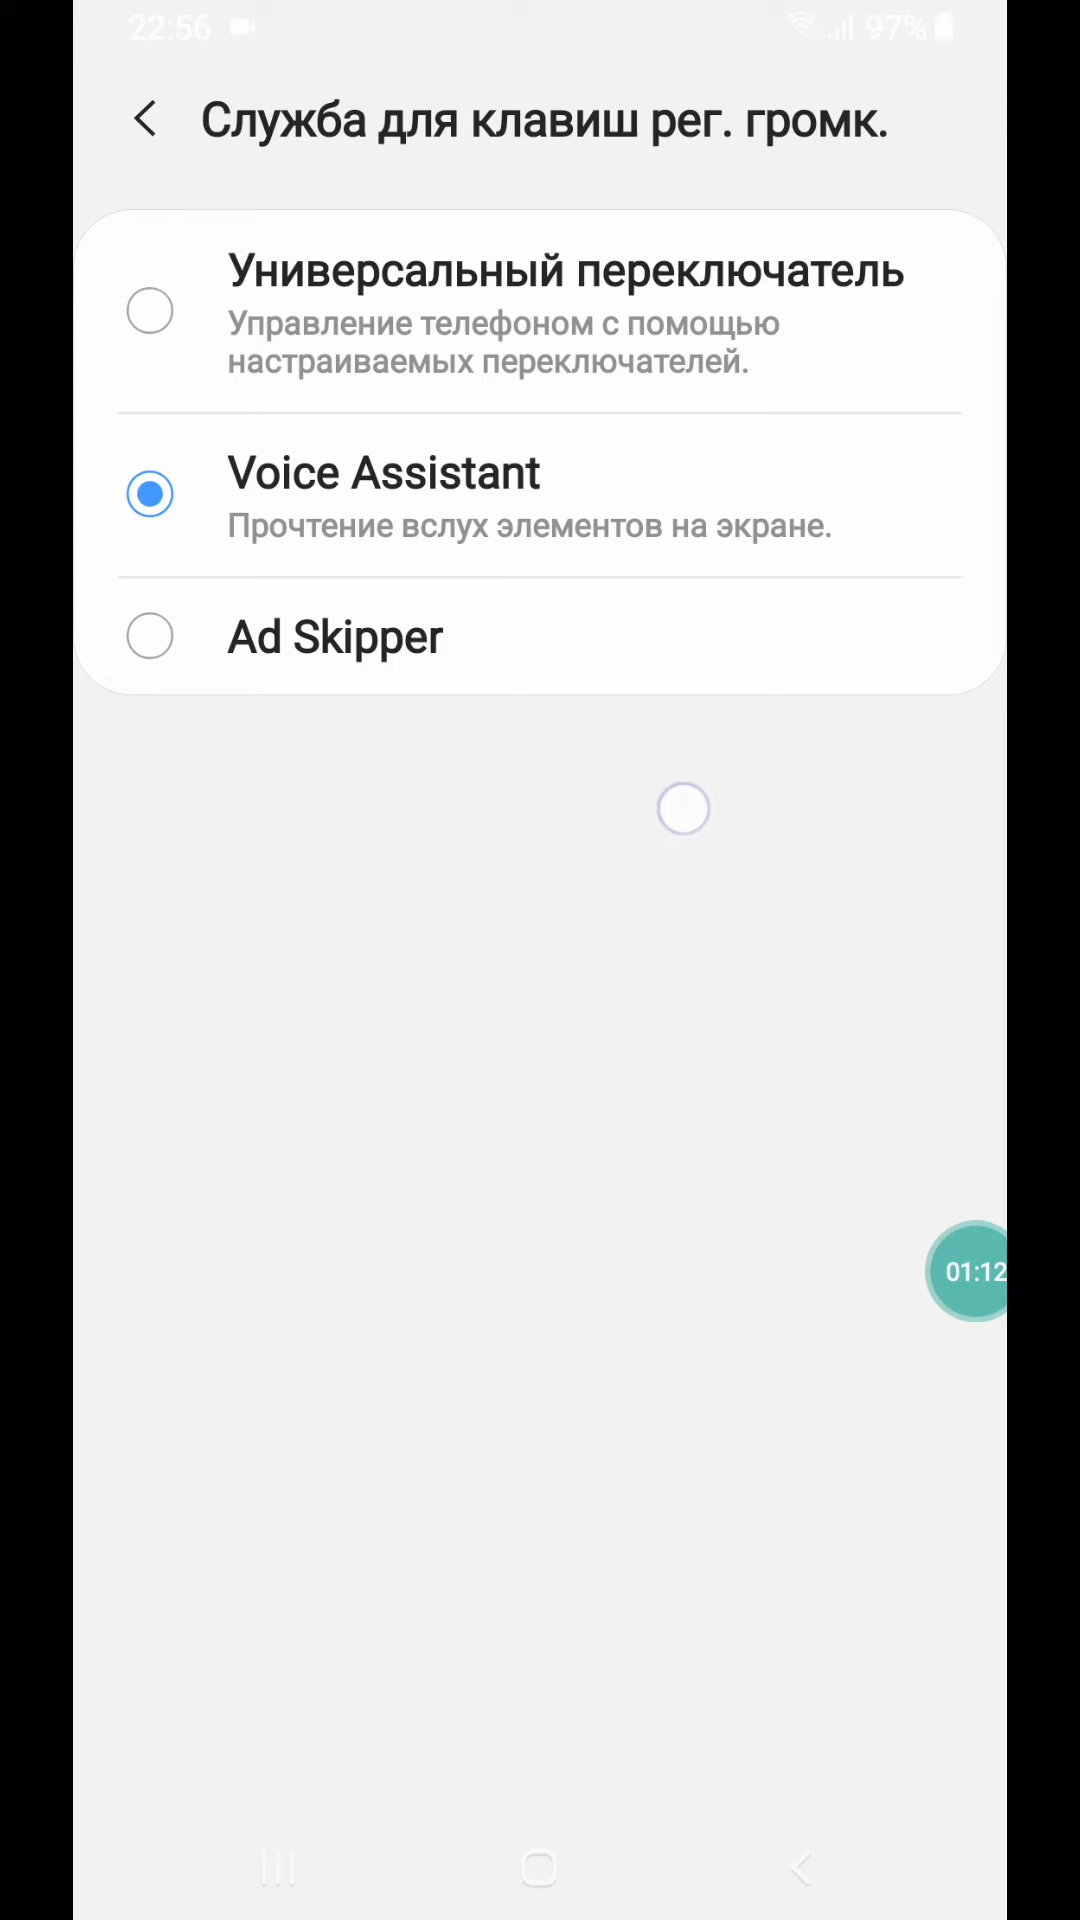 22:56
97%
Служба для клавиш рег. громк.
Универсальный переключатель
Управление телефоном с помощью
настраиваемых переключателей.
Voice Assistant
Прочтение вслух элементов на экране.
Ad Skipper
01:12